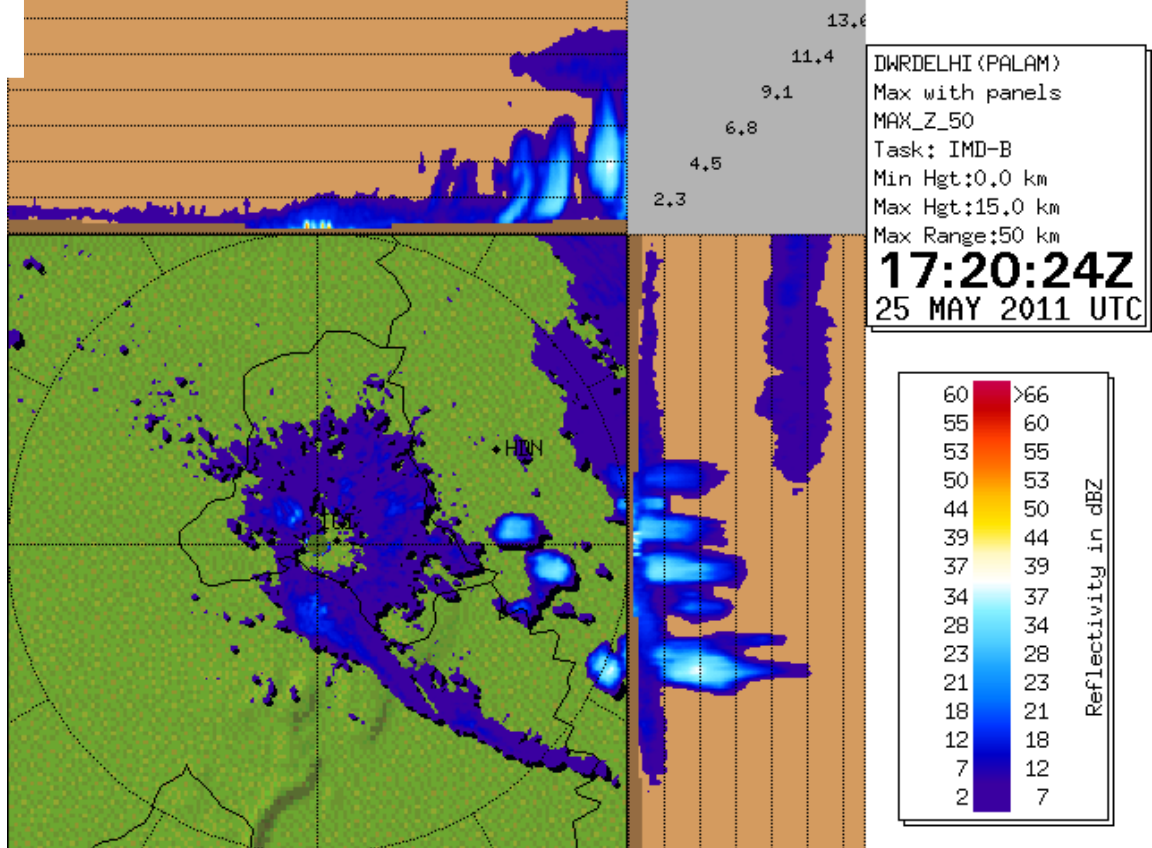 13.6
11.4
9.1
6.8
4.5
2.3
DWRDELHI(PALAM)
Max with panels
MAX_Z_50
Task: IMD-B
Min Hgt:0.0 km
Max Hgt:15.0 km
Max Range:50 km
17:20:24Z
25 MAY 2011 UTC
HDN
IGI
60 >66
55 60
53 55
50 53
44 50
39 44
37 39
34 37
28 34
23 28
21 23
18 21
12 18
7 12
2 7
Reflectivity in dBZ